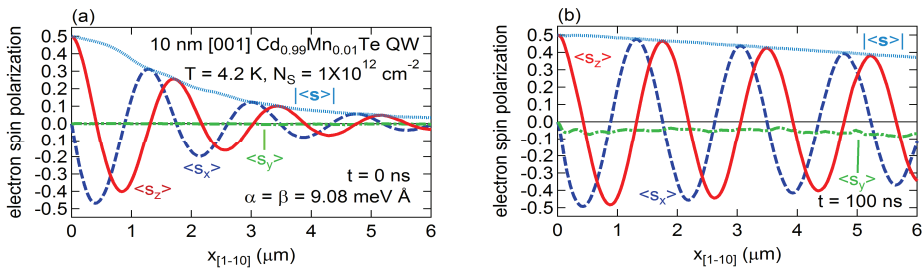 (a)
10 nm [001] Cd0.99Mn0.01Te QW
T = 4.2 K, NS = 1X10^12 cm^-2
|<s>|
<sz>
<sx>
<sy>
t = 0 ns
α = β = 9.08 meV Å
electron spin polarization
0.5
0.4
0.3
0.2
0.1
0.0
-0.1
-0.2
-0.3
-0.4
-0.5
0 1 2 3 4 5 6
x[1-10] (μm)
(b)
<sz>
|<s>|
<sx>
<sy>
t = 100 ns
electron spin polarization
0.5
0.4
0.3
0.2
0.1
0.0
-0.1
-0.2
-0.3
-0.4
-0.5
0 1 2 3 4 5 6
x[1-10] (μm)